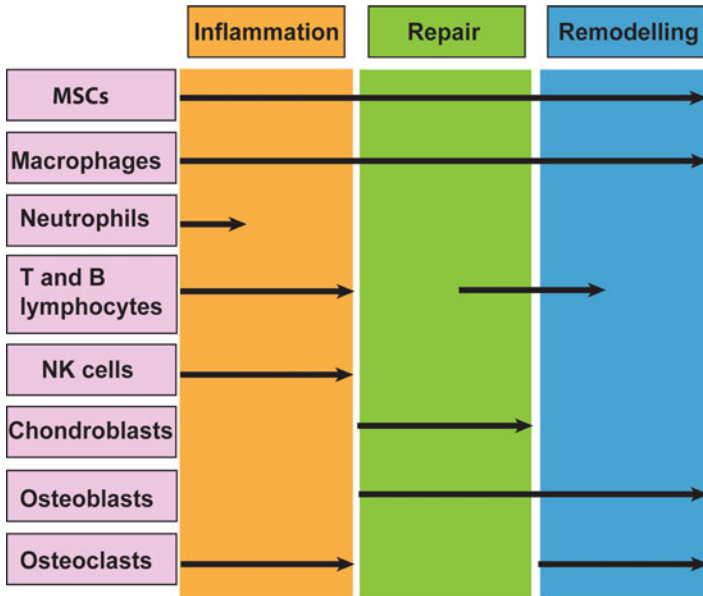 Inflammation
Repair
Remodelling
MSCs
Macrophages
Neutrophils
T and B
lymphocytes
NK cells
Chondroblasts
Osteoblasts
Osteoclasts